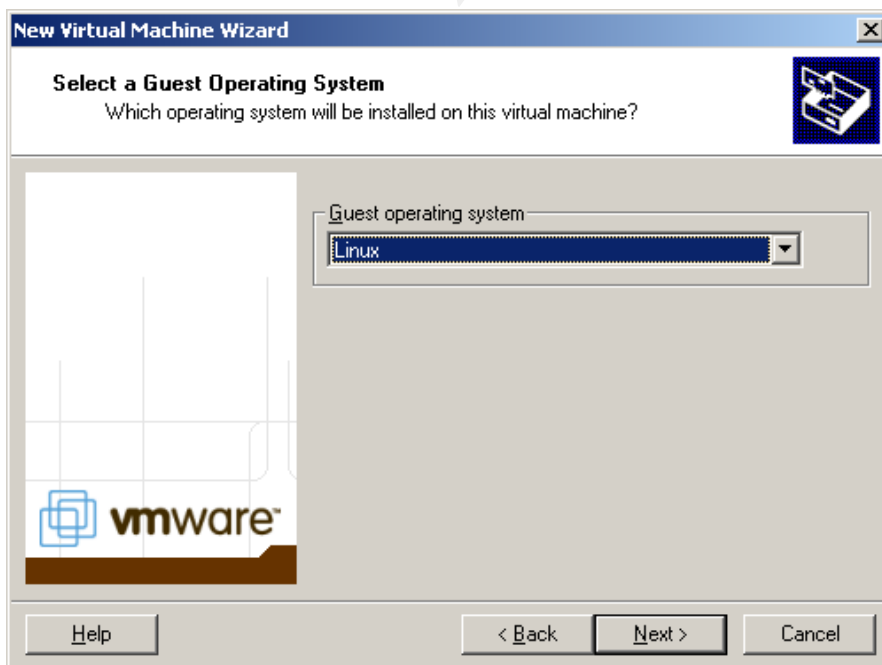 New Virtual Machine Wizard
Select a Guest Operating System
Which operating system will be installed on this virtual machine?
Guest operating system
Linux
vmware™
Help
< Back
Next >
Cancel